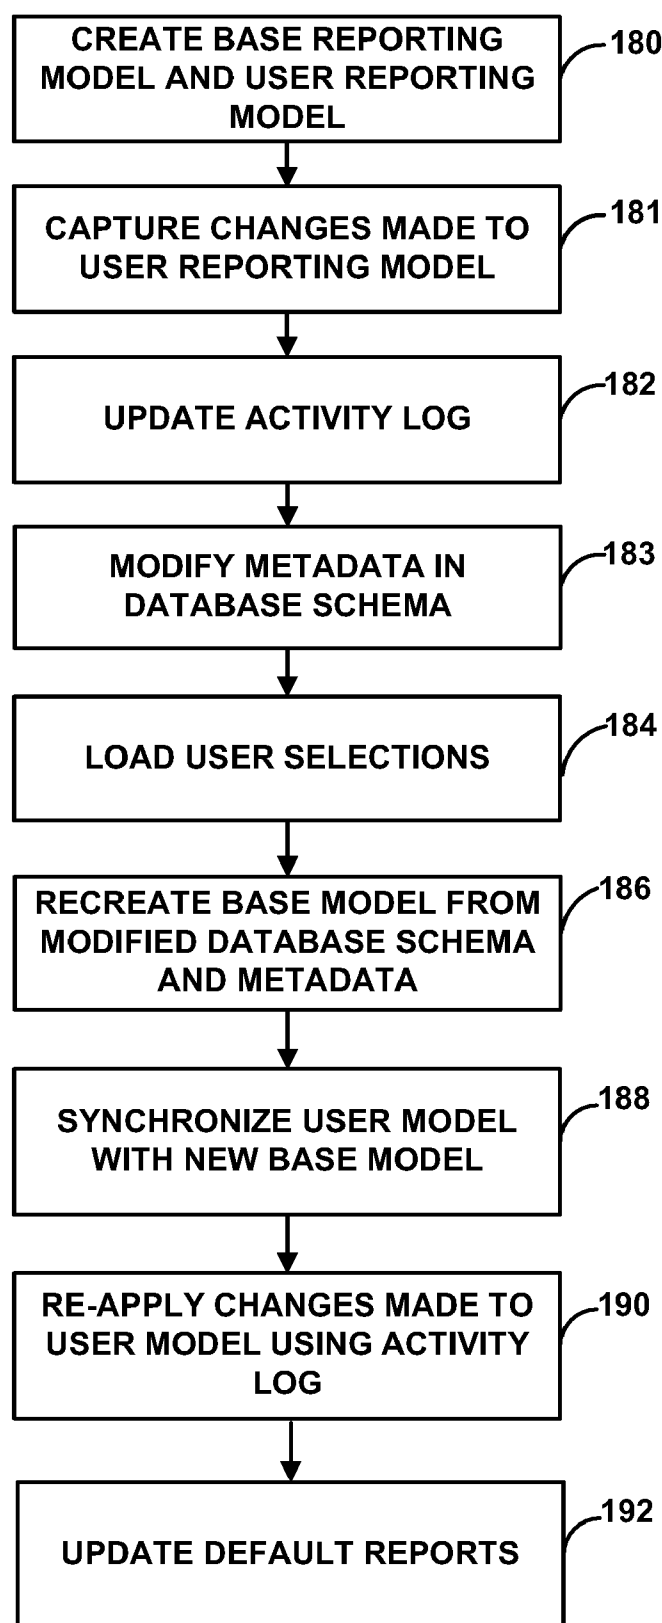 CREATE BASE REPORTING
MODEL AND USER REPORTING
MODEL
180
CAPTURE CHANGES MADE TO
USER REPORTING MODEL
181
UPDATE ACTIVITY LOG
182
MODIFY METADATA IN
DATABASE SCHEMA
183
LOAD USER SELECTIONS
184
RECREATE BASE MODEL FROM
MODIFIED DATABASE SCHEMA
AND METADATA
186
SYNCHRONIZE USER MODEL
WITH NEW BASE MODEL
188
RE-APPLY CHANGES MADE TO
USER MODEL USING ACTIVITY
LOG
190
UPDATE DEFAULT REPORTS
192